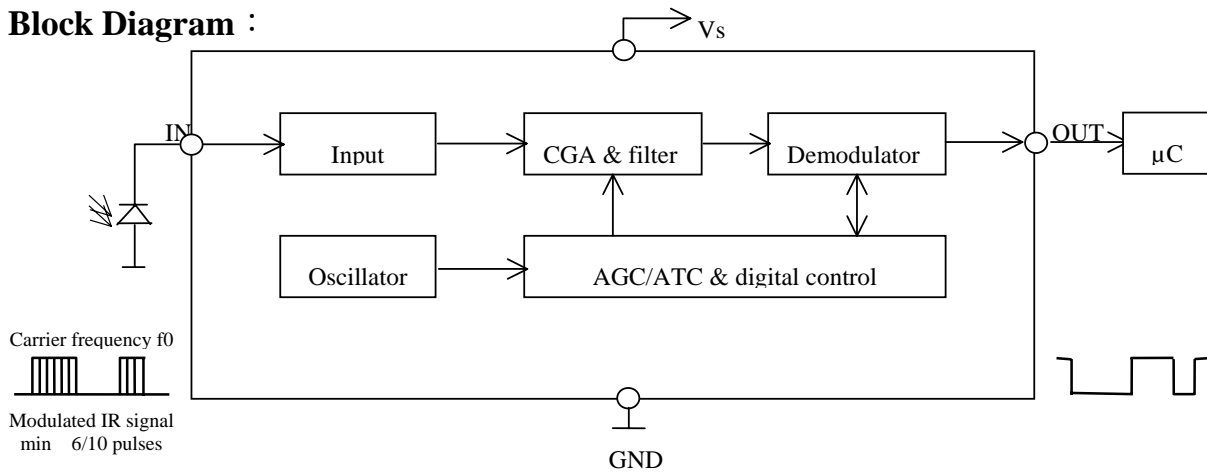 Block Diagram：
Vs
IN
Input
CGA & filter
Demodulator
OUT
µC
Oscillator
AGC/ATC & digital control
Carrier frequency f0
Modulated IR signal
min 6/10 pulses
GND